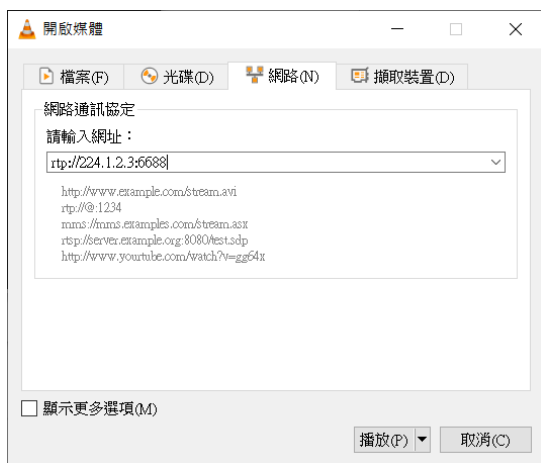 開啟媒體
檔案(F) 光碟(D) 網路(N) 擷取裝置(D)
網路通訊協定
請輸入網址：
rtp://224.1.2.3:6688
http://www.example.com/stream.avi
rtp://@:1234
mms://mms.examples.com/stream.asx
rtsp://server.example.org:8080/test.sdp
http://www.yourtube.com/watch?v=gg64x
顯示更多選項(M)
播放(P) 取消(C)